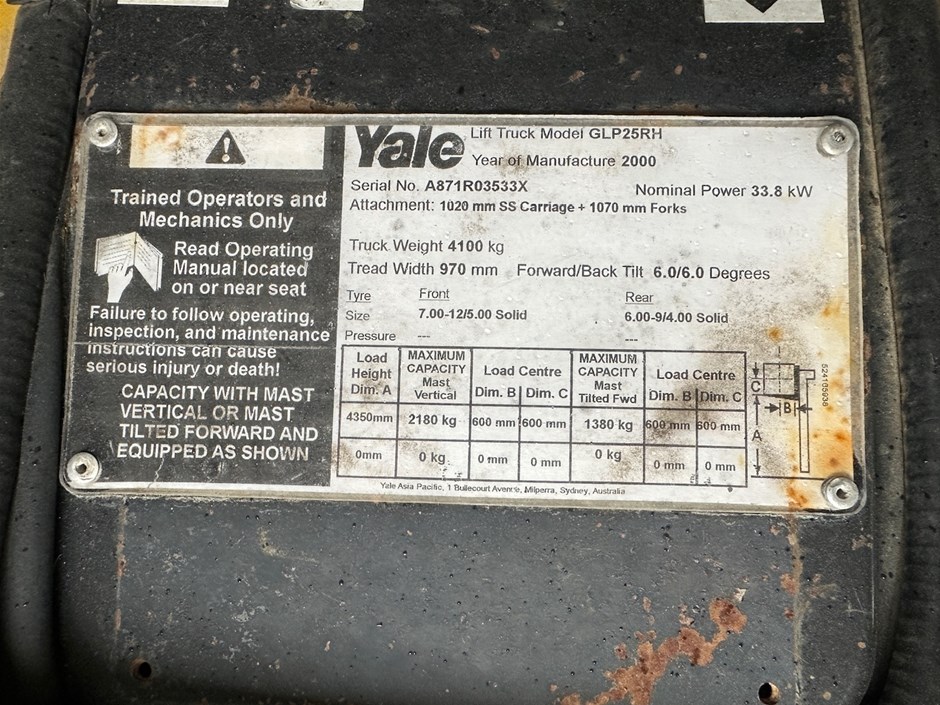 Trained Operators and
Mechanics Only
Read Operating
Manual located
on or near seat
Failure to follow operating,
inspection, and maintenance
instructions can cause
serious injury or death!
CAPACITY WITH MAST
VERTICAL OR MAST
TILTED FORWARD AND
EQUIPPED AS SHOWN
Yale
Lift Truck Model GLP25RH
Year of Manufacture 2000
Serial No. A871R03533X
Nominal Power 33.8 kW
Attachment: 1020 mm SS Carriage + 1070 mm Forks
Truck Weight 4100 kg
Tread Width 970 mm Forward/Back Tilt 6.0/6.0 Degrees
Tyre Front Rear
Size 7.00-12/5.00 Solid 6.00-9/4.00 Solid
Pressure --- ---
Load Height Dim. A MAXIMUM CAPACITY Mast Vertical Load Centre Dim. B Dim. C MAXIMUM CAPACITY Mast Tilted Fwd Load Centre Dim. B Dim. C
4350mm 2180 kg 600 mm 600 mm 1380 kg 600 mm 600 mm
0mm 0 kg 0 mm 0 mm 0 kg 0 mm 0 mm
C
B
A
Yale Asia Pacific, 1 Bullecourt Avenue, Milperra, Sydney, Australia